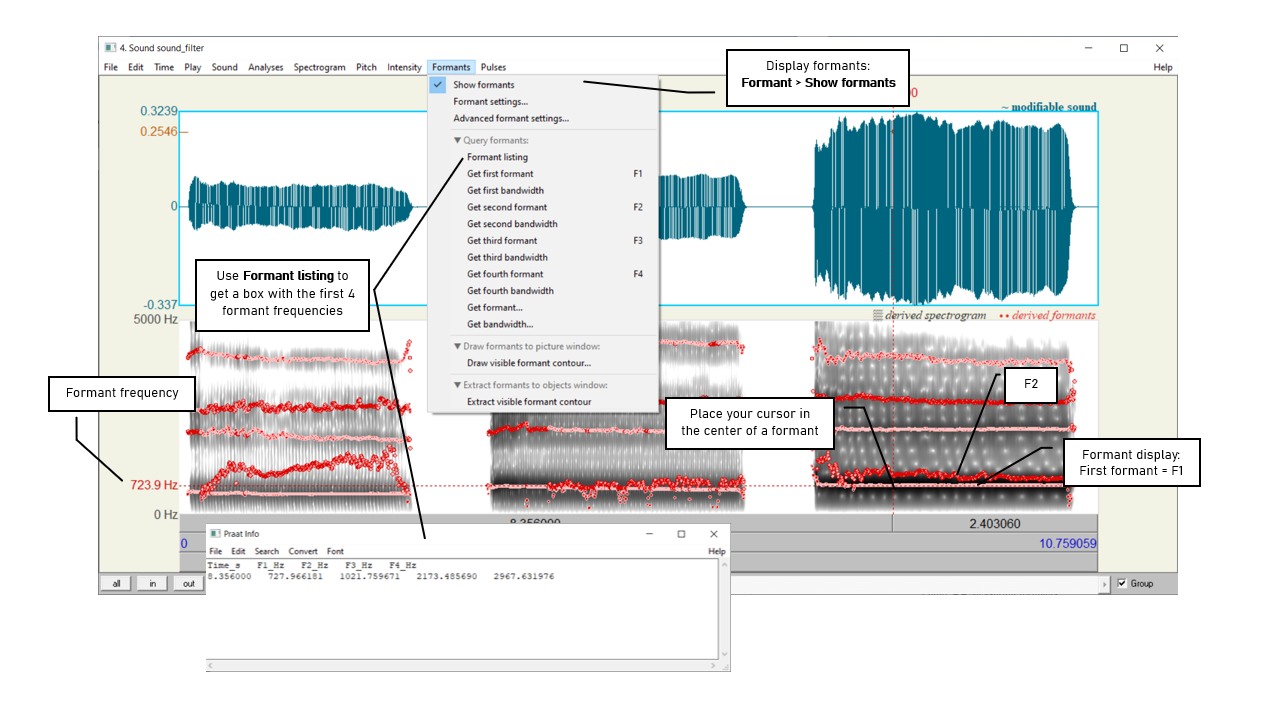 4. Sound sound_filter
File Edit Time Play Sound Analyses Spectrogram Pitch Intensity Formants Pulses Help
Display formants:
Formant > Show formants
Show formants
Formant settings...
Advanced formant settings...
▼ Query formants:
Formant listing
Get first formant F1
Get first bandwidth
Get second formant F2
Get second bandwidth
Get third formant F3
Get third bandwidth
Get fourth formant F4
Get fourth bandwidth
Get formant...
Get bandwidth...
▼ Draw formants to picture window:
Draw visible formant contour...
▼ Extract formants to objects window:
Extract visible formant contour
~ modifiable sound
0.3239
0.2546
0
-0.337
5000 Hz
derived spectrogram •• derived formants
Use Formant listing to
get a box with the first 4
formant frequencies
Formant frequency
F2
Place your cursor in
the center of a formant
Formant display:
First formant = F1
723.9 Hz
0 Hz
8.356000
2.403060
0
10.759059
all in out
Group
Praat Info
File Edit Search Convert Font Help
Time_s F1_Hz F2_Hz F3_Hz F4_Hz
8.356000 727.966181 1021.759671 2173.485690 2967.631976